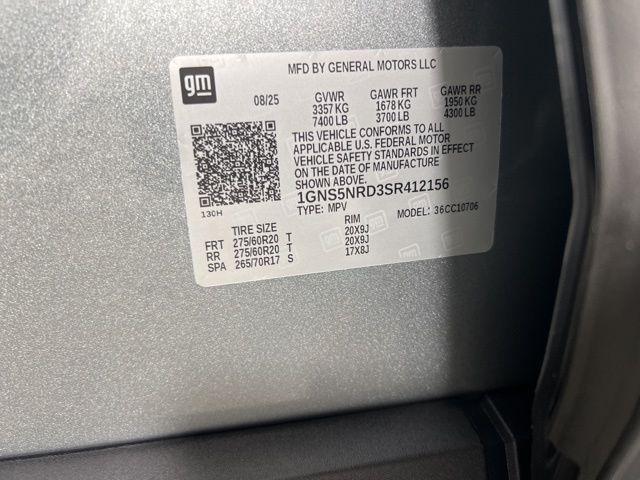 gm
MFD BY GENERAL MOTORS LLC
08/25 GVWR GAWR FRT GAWR RR
3357 KG 1678 KG 1950 KG
7400 LB 3700 LB 4300 LB
THIS VEHICLE CONFORMS TO ALL
APPLICABLE U.S. FEDERAL MOTOR
VEHICLE SAFETY STANDARDS IN EFFECT
ON THE DATE OF MANUFACTURE
1GNS5NRD3SR412156
130H TYPE: MPV MODEL: 36CC10706
TIRE SIZE RIM
FRT 275/60R20 T 20X9J
RR 275/60R20 T 20X9J
SPA 265/70R17 S 17X8J